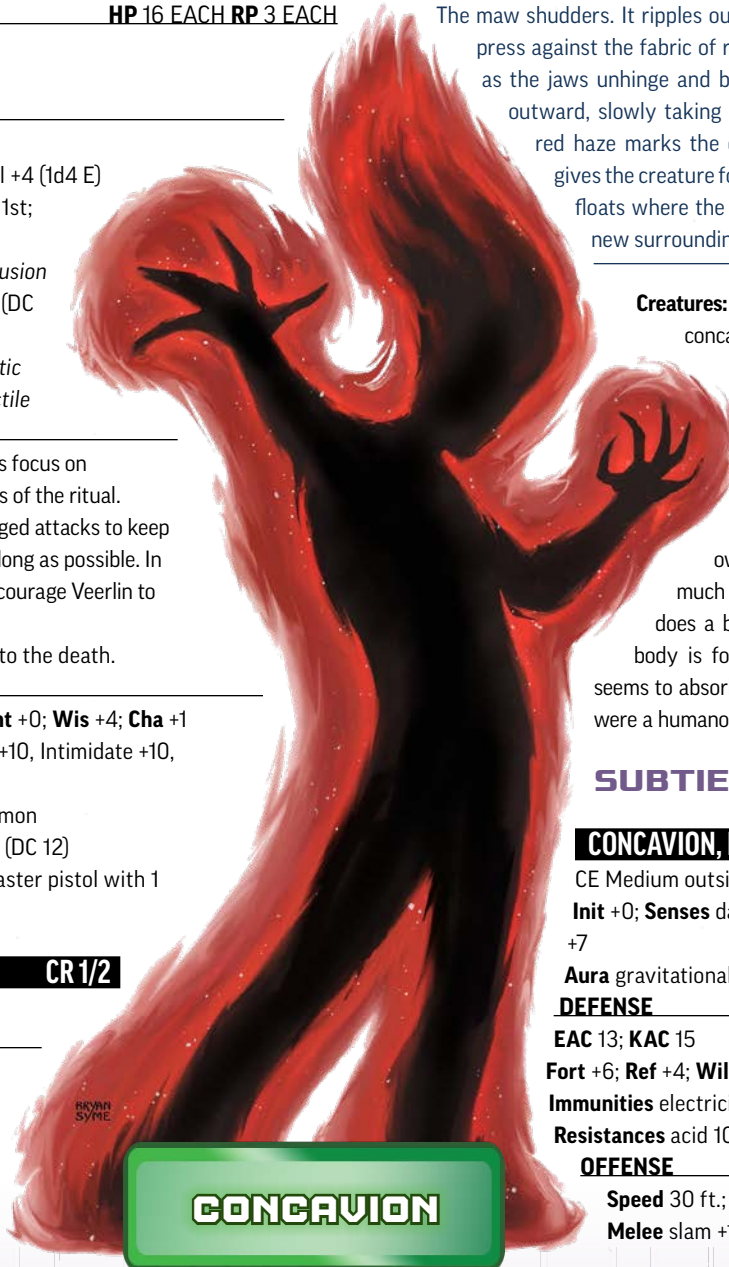 HP 16 EACH RP 3 EACH
+4 (1d4 E)
1st;
(DC
s focus on
s of the ritual.
ged attacks to keep
long as possible. In
courage Veerlin to
to the death.
+0; Wis +4; Cha +1
+10, Intimidate +10,
(DC 12)
aster pistol with 1
CR 1/2
BRYAN
SYME
CONCAVION
The maw shudders. It ripples ou
press against the fabric of r
as the jaws unhinge and b
outward, slowly taking
red haze marks the
gives the creature fo
floats where the
new surroundin
Creatures:
conca
ow
much
does a b
body is fo
seems to absor
were a humano
SUBTIE
CONCAVION,
CE Medium outsi
Init +0; Senses da
+7
Aura gravitational
DEFENSE
EAC 13; KAC 15
Fort +6; Ref +4; Wil
Immunities electrici
Resistances acid 10
OFFENSE
Speed 30 ft.;
Melee slam +